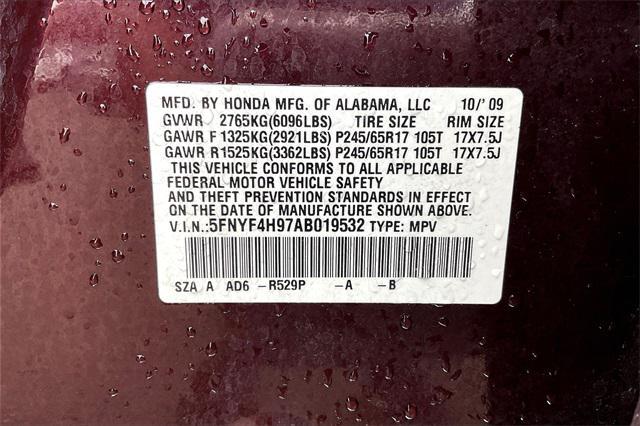 MFD. BY HONDA MFG. OF ALABAMA, LLC 10/'09
GVWR 2765KG(6096LBS) TIRE SIZE RIM SIZE
GAWR F 1325KG(2921LBS) P245/65R17 105T 17X7.5J
GAWR R1525KG(3362LBS) P245/65R17 105T 17X7.5J
THIS VEHICLE CONFORMS TO ALL APPLICABLE
FEDERAL MOTOR VEHICLE SAFETY
AND THEFT PREVENTION STANDARDS IN EFFECT
ON THE DATE OF MANUFACTURE SHOWN ABOVE.
V.I.N.:5FNYF4H97AB019532 TYPE: MPV
SZA A AD6 -R529P -A -B